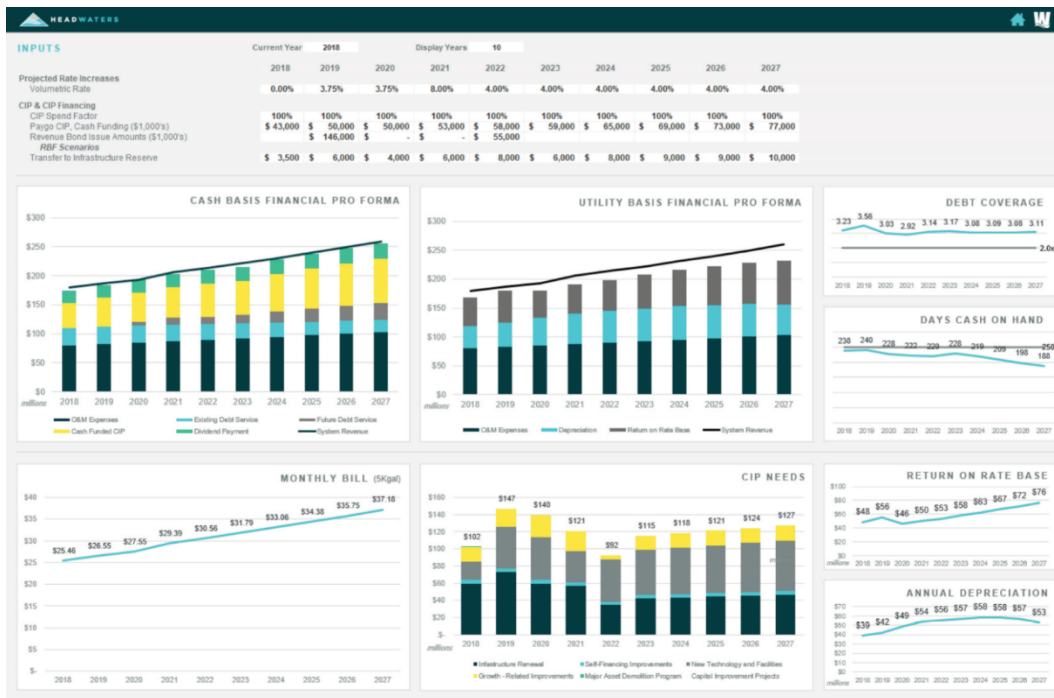 HEADWATERS
W
INPUTS Current Year 2018 Display Years 10
2018 2019 2020 2021 2022 2023 2024 2025 2026 2027
Projected Rate Increases
Volumetric Rate 0.00% 3.75% 3.75% 8.00% 4.00% 4.00% 4.00% 4.00% 4.00% 4.00%
CIP & CIP Financing
CIP Spend Factor 100% 100% 100% 100% 100% 100% 100% 100% 100% 100%
Paygo CIP, Cash Funding ($1,000's) $ 43,000 $ 50,000 $ 50,000 $ 53,000 $ 58,000 $ 59,000 $ 65,000 $ 69,000 $ 73,000 $ 77,000
Revenue Bond Issue Amounts ($1,000's) $ 146,000 $ - $ - $ 55,000
RBF Scenarios
Transfer to Infrastructure Reserve $ 3,500 $ 6,000 $ 4,000 $ 6,000 $ 8,000 $ 6,000 $ 8,000 $ 9,000 $ 9,000 $ 10,000
CASH BASIS FINANCIAL PRO FORMA
$300
$250
$200
$150
$100
$50
$0
millions 2018 2019 2020 2021 2022 2023 2024 2025 2026 2027
O&M Expenses Existing Debt Service Future Debt Service
Cash Funded CIP Dividend Payment System Revenue
UTILITY BASIS FINANCIAL PRO FORMA
$300
$250
$200
$150
$100
$50
$0
millions 2018 2019 2020 2021 2022 2023 2024 2025 2026 2027
O&M Expenses Depreciation Return on Rate Base System Revenue
DEBT COVERAGE
3.23 3.56 3.03 2.92 3.14 3.17 3.08 3.09 3.08 3.11
2.0x
2018 2019 2020 2021 2022 2023 2024 2025 2026 2027
DAYS CASH ON HAND
238 240 228 222 228 228 219 209 198 188
250
2018 2019 2020 2021 2022 2023 2024 2025 2026 2027
MONTHLY BILL (5Kgal)
$40
$35
$30
$25
$20
$15
$10
$5
$-
$25.46 $26.55 $27.55 $29.39 $30.56 $31.79 $33.06 $34.38 $35.75 $37.18
2018 2019 2020 2021 2022 2023 2024 2025 2026 2027
CIP NEEDS
$160
$140
$120
$100
$80
$60
$40
$20
$-
$102 $147 $140 $121 $92 $115 $118 $121 $124 $127
millions 2018 2019 2020 2021 2022 2023 2024 2025 2026 2027
Infrastructure Renewal Self-Financing Improvements New Technology and Facilities
Growth - Related Improvements Major Asset Demolition Program Capital Improvement Projects
RETURN ON RATE BASE
$100
$80
$60
$40
$20
$0
$48 $56 $46 $50 $53 $58 $63 $67 $72 $76
millions 2018 2019 2020 2021 2022 2023 2024 2025 2026 2027
ANNUAL DEPRECIATION
$70
$60
$50
$40
$30
$20
$10
$0
$39 $42 $49 $54 $56 $57 $58 $58 $57 $53
millions 2018 2019 2020 2021 2022 2023 2024 2025 2026 2027